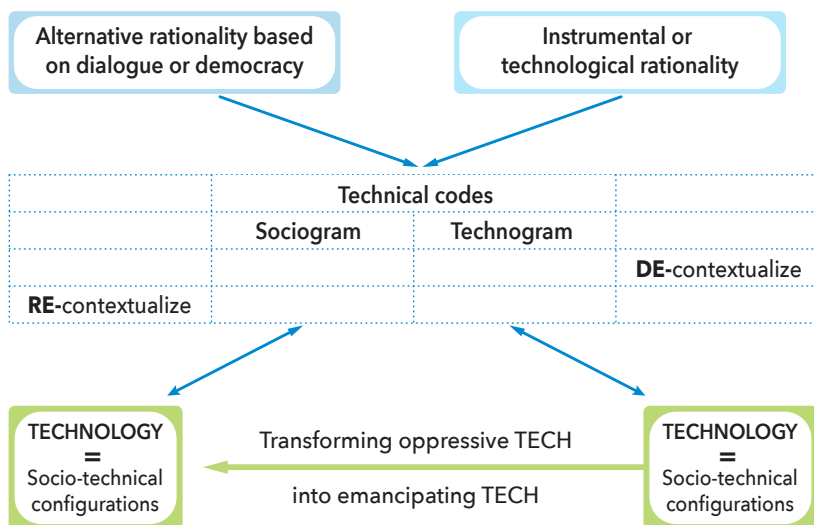 Alternative rationality based
on dialogue or democracy
Instrumental or
technological rationality
Technical codes
Sociogram Technogram
DE-contextualize
RE-contextualize
TECHNOLOGY
=
Socio-technical
configurations
Transforming oppressive TECH
into emancipating TECH
TECHNOLOGY
=
Socio-technical
configurations